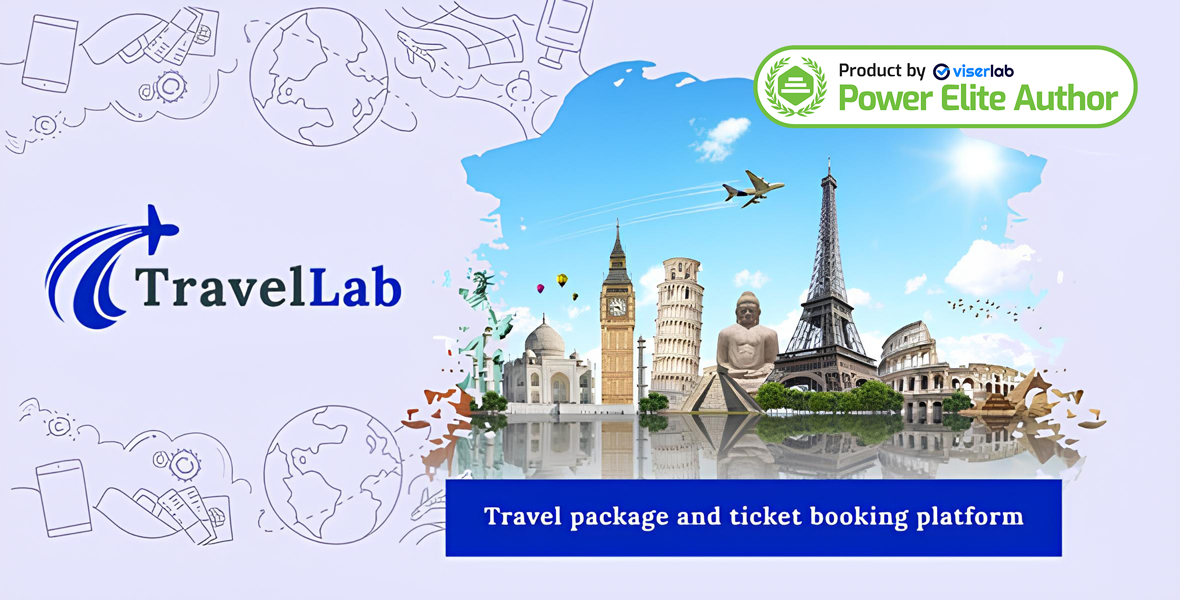 Product by viserlab
Power Elite Author
TravelLab
Travel package and ticket booking platform